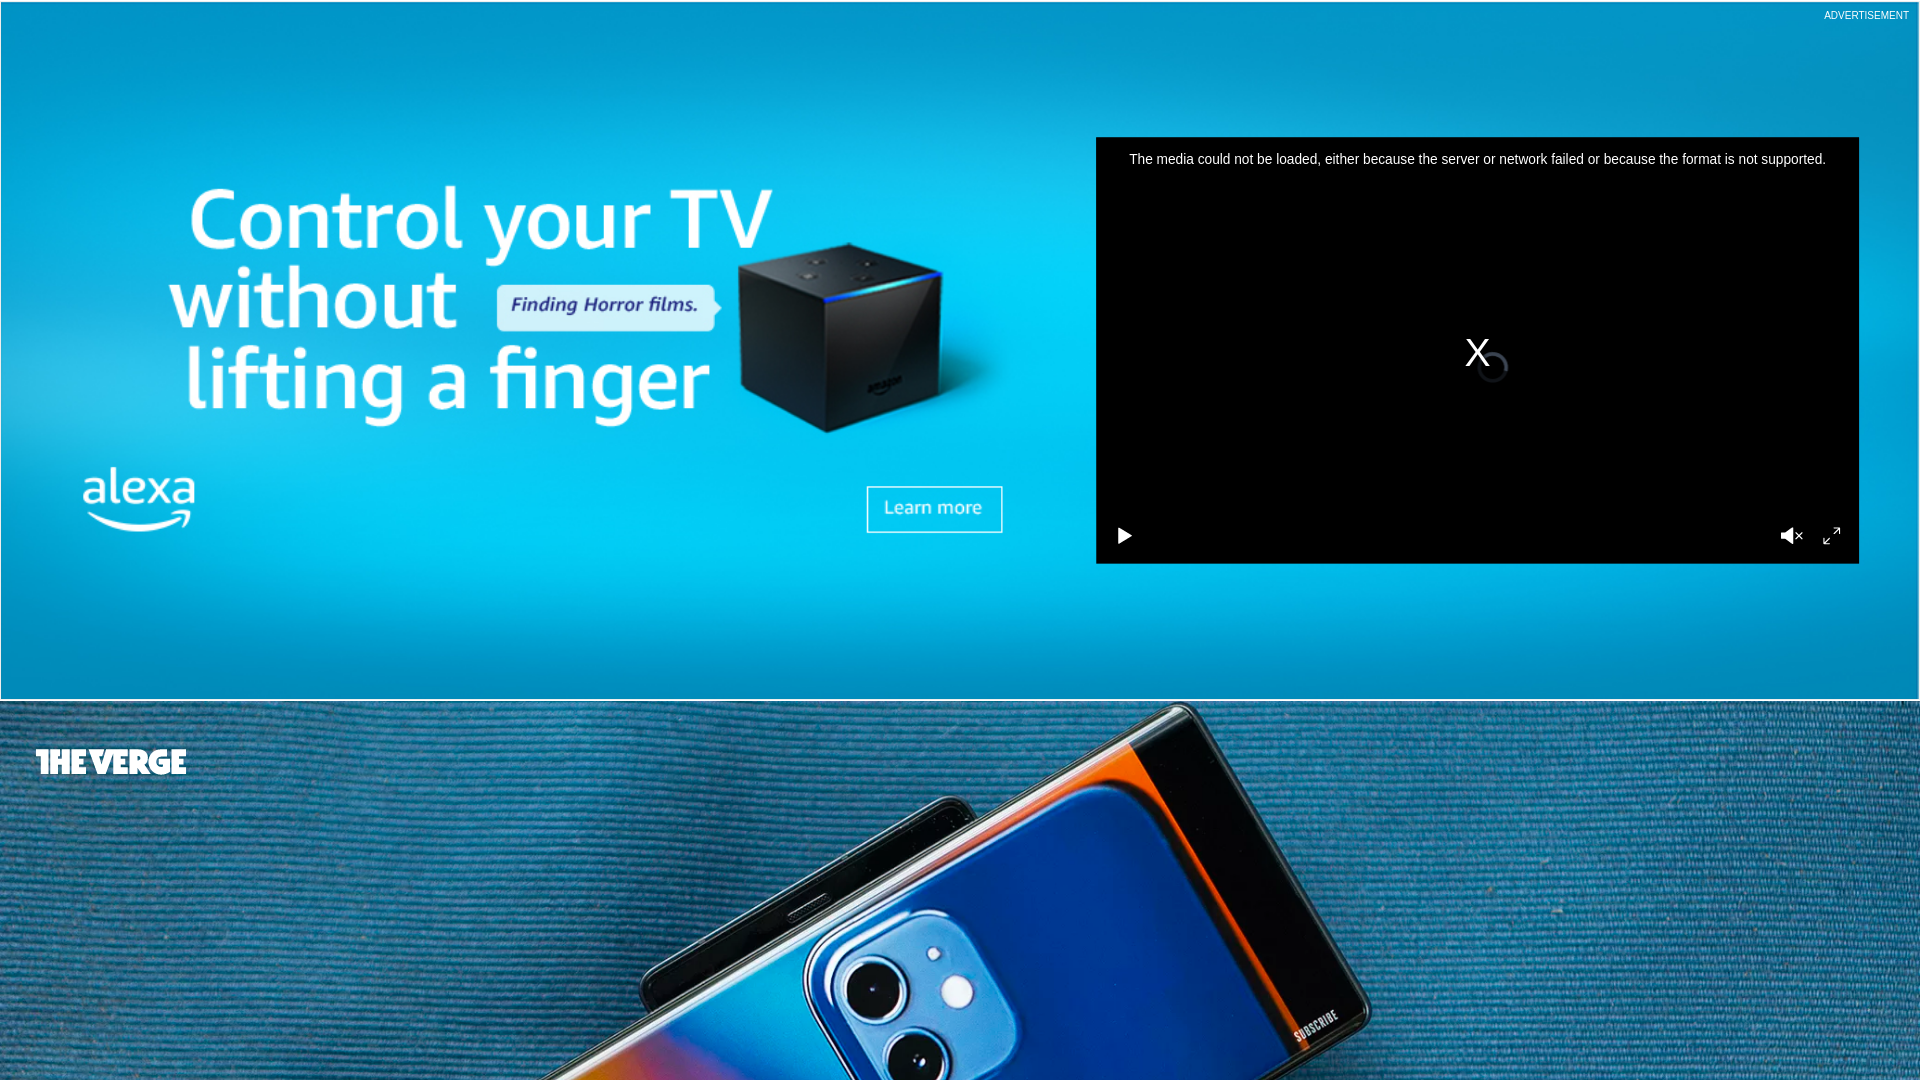 ADVERTISEMENT
Control your TV
without
Finding Horror films.
lifting a finger
amazon
alexa
Learn more
The media could not be loaded, either because the server or network failed or because the format is not supported.
X
THE VERGE
SUBSCRIBE